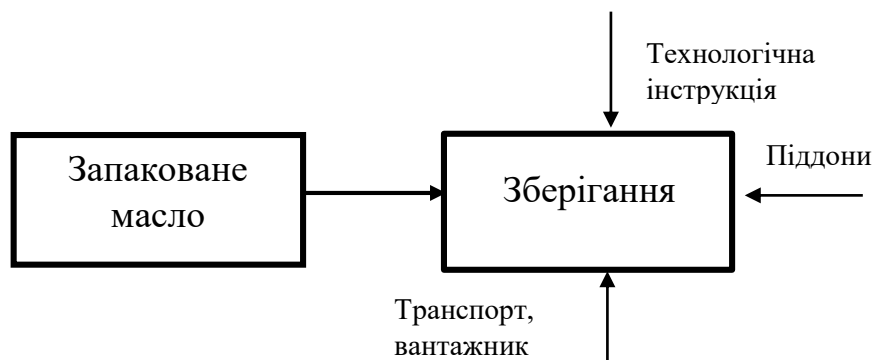 Технологічна
інструкція
Запаковане
масло
Зберігання
Піддони
Транспорт,
вантажник